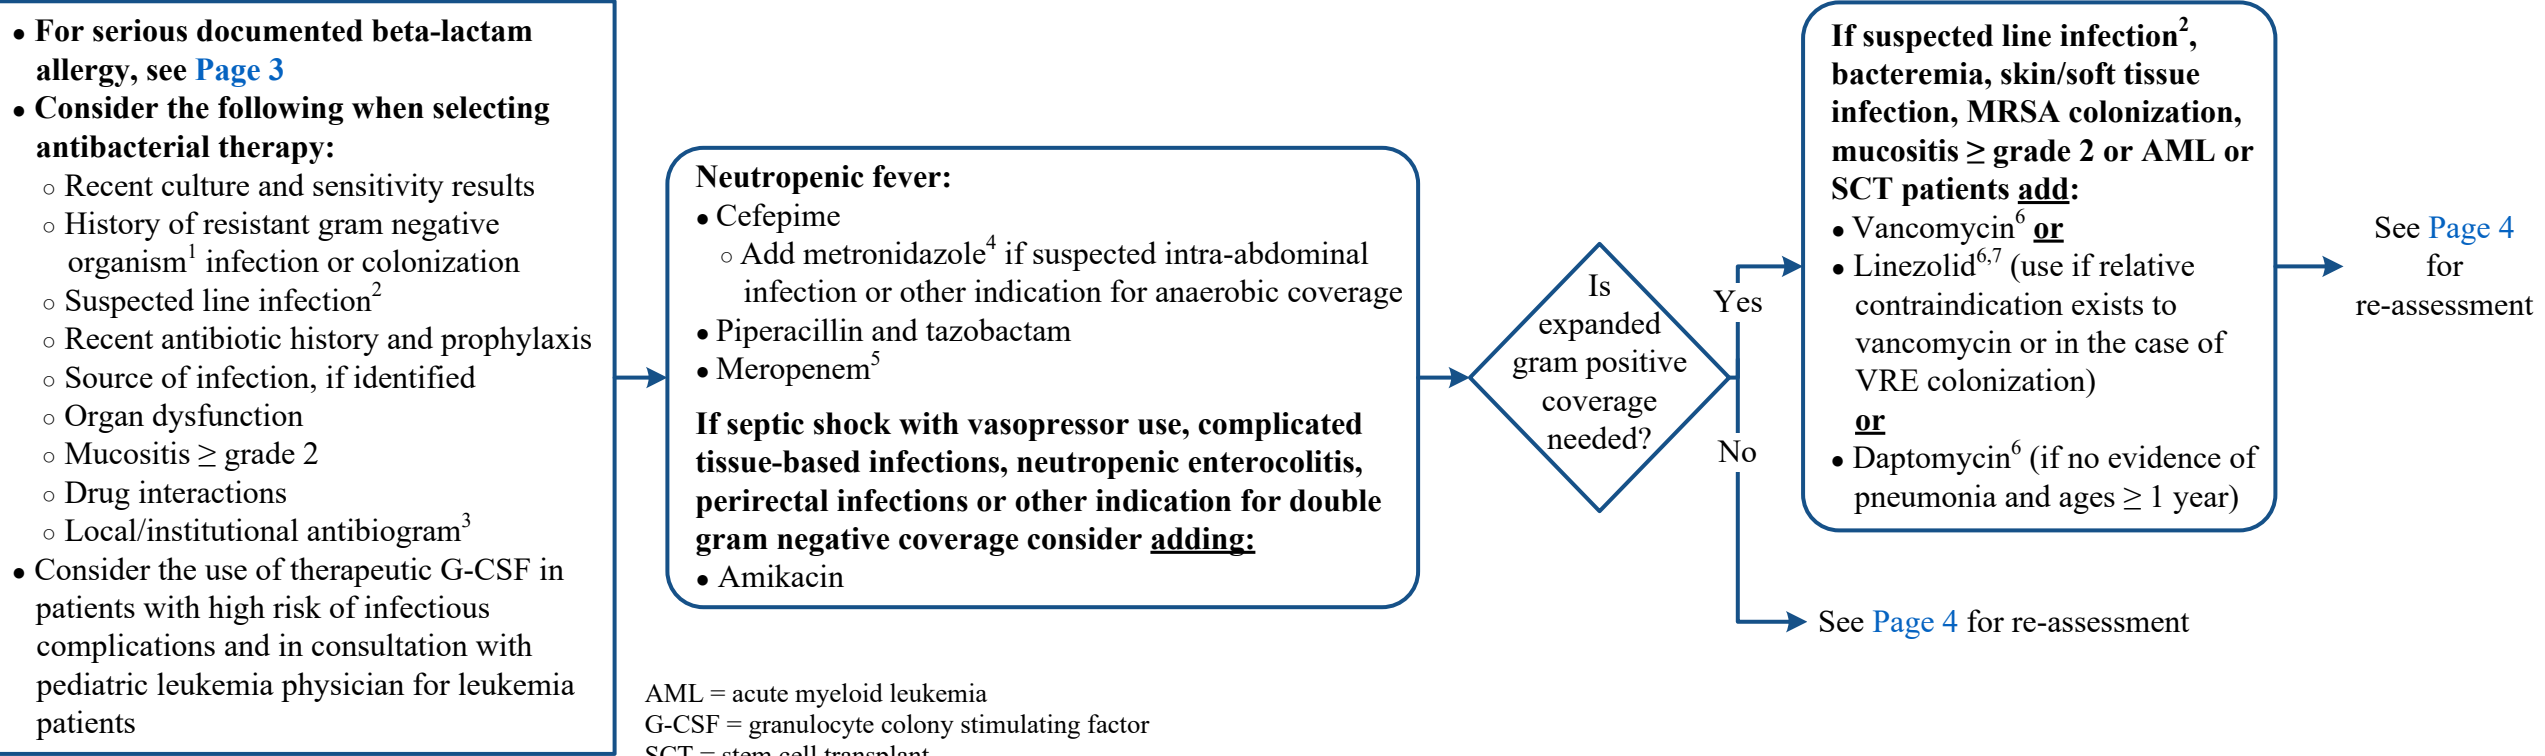 • For serious documented beta-lactam
allergy, see Page 3
• Consider the following when selecting
antibacterial therapy:
○ Recent culture and sensitivity results
○ History of resistant gram negative
organism¹ infection or colonization
○ Suspected line infection²
○ Recent antibiotic history and prophylaxis
○ Source of infection, if identified
○ Organ dysfunction
○ Mucositis ≥ grade 2
○ Drug interactions
○ Local/institutional antibiogram³
• Consider the use of therapeutic G-CSF in
patients with high risk of infectious
complications and in consultation with
pediatric leukemia physician for leukemia
patients
Neutropenic fever:
• Cefepime
○ Add metronidazole⁴ if suspected intra-abdominal
infection or other indication for anaerobic coverage
• Piperacillin and tazobactam
• Meropenem⁵
If septic shock with vasopressor use, complicated
tissue-based infections, neutropenic enterocolitis,
perirectal infections or other indication for double
gram negative coverage consider adding:
• Amikacin
Is
expanded
gram positive
coverage
needed?
Yes
No
If suspected line infection²,
bacteremia, skin/soft tissue
infection, MRSA colonization,
mucositis ≥ grade 2 or AML or
SCT patients add:
• Vancomycin⁶ or
• Linezolid⁶,⁷ (use if relative
contraindication exists to
vancomycin or in the case of
VRE colonization)
or
• Daptomycin⁶ (if no evidence of
pneumonia and ages ≥ 1 year)
See Page 4
for
re-assessment
See Page 4 for re-assessment
AML = acute myeloid leukemia
G-CSF = granulocyte colony stimulating factor
SCT = stem cell transplant